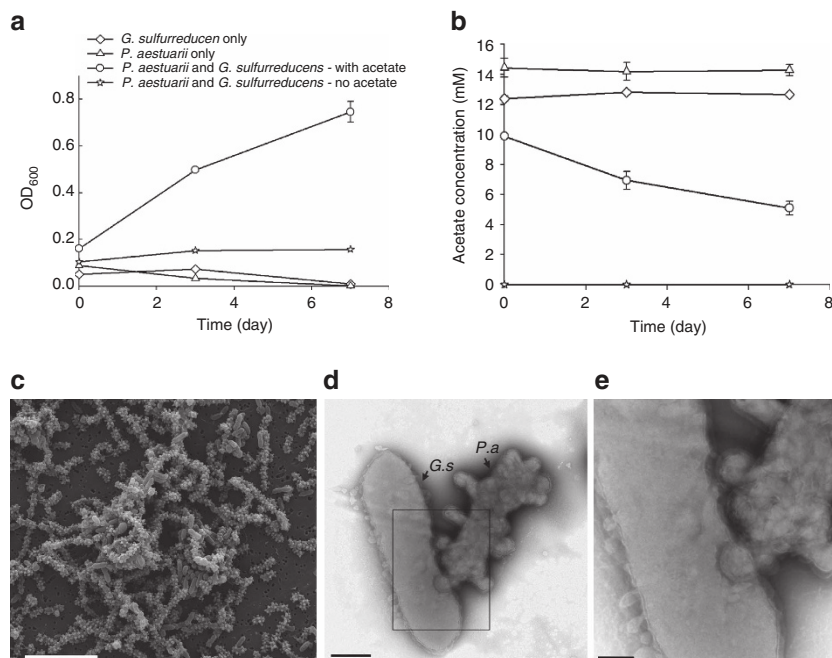 a
G. sulfurreducen only
P. aestuarii only
P. aestuarii and G. sulfurreducens - with acetate
P. aestuarii and G. sulfurreducens - no acetate
0.8
0.6
0.4
0.2
0.0
OD600
0 2 4 6 8
Time (day)
b
16
14
12
10
8
6
4
2
0
Acetate concentration (mM)
0 2 4 6 8
Time (day)
c
d
G.s
P.a
e